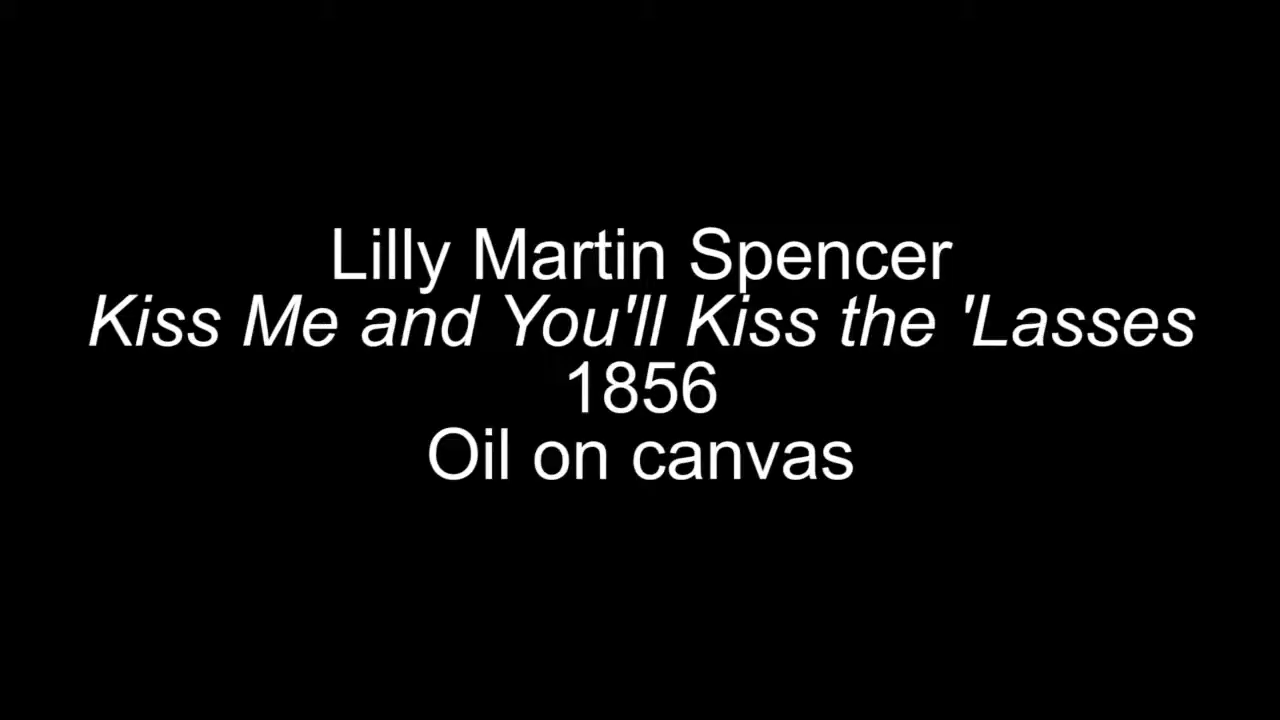 Lilly Martin Spencer
Kiss Me and You'll Kiss the 'Lasses
1856
Oil on canvas